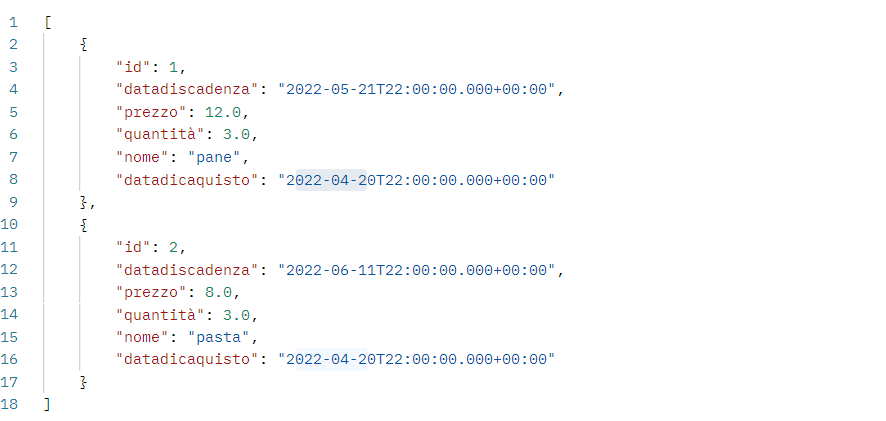 1 [
2     {
3         "id": 1,
4         "datadiscadenza": "2022-05-21T22:00:00.000+00:00",
5         "prezzo": 12.0,
6         "quantità": 3.0,
7         "nome": "pane",
8         "datadicaquisto": "2022-04-20T22:00:00.000+00:00"
9     },
10     {
11         "id": 2,
12         "datadiscadenza": "2022-06-11T22:00:00.000+00:00",
13         "prezzo": 8.0,
14         "quantità": 3.0,
15         "nome": "pasta",
16         "datadicaquisto": "2022-04-20T22:00:00.000+00:00"
17     }
18 ]